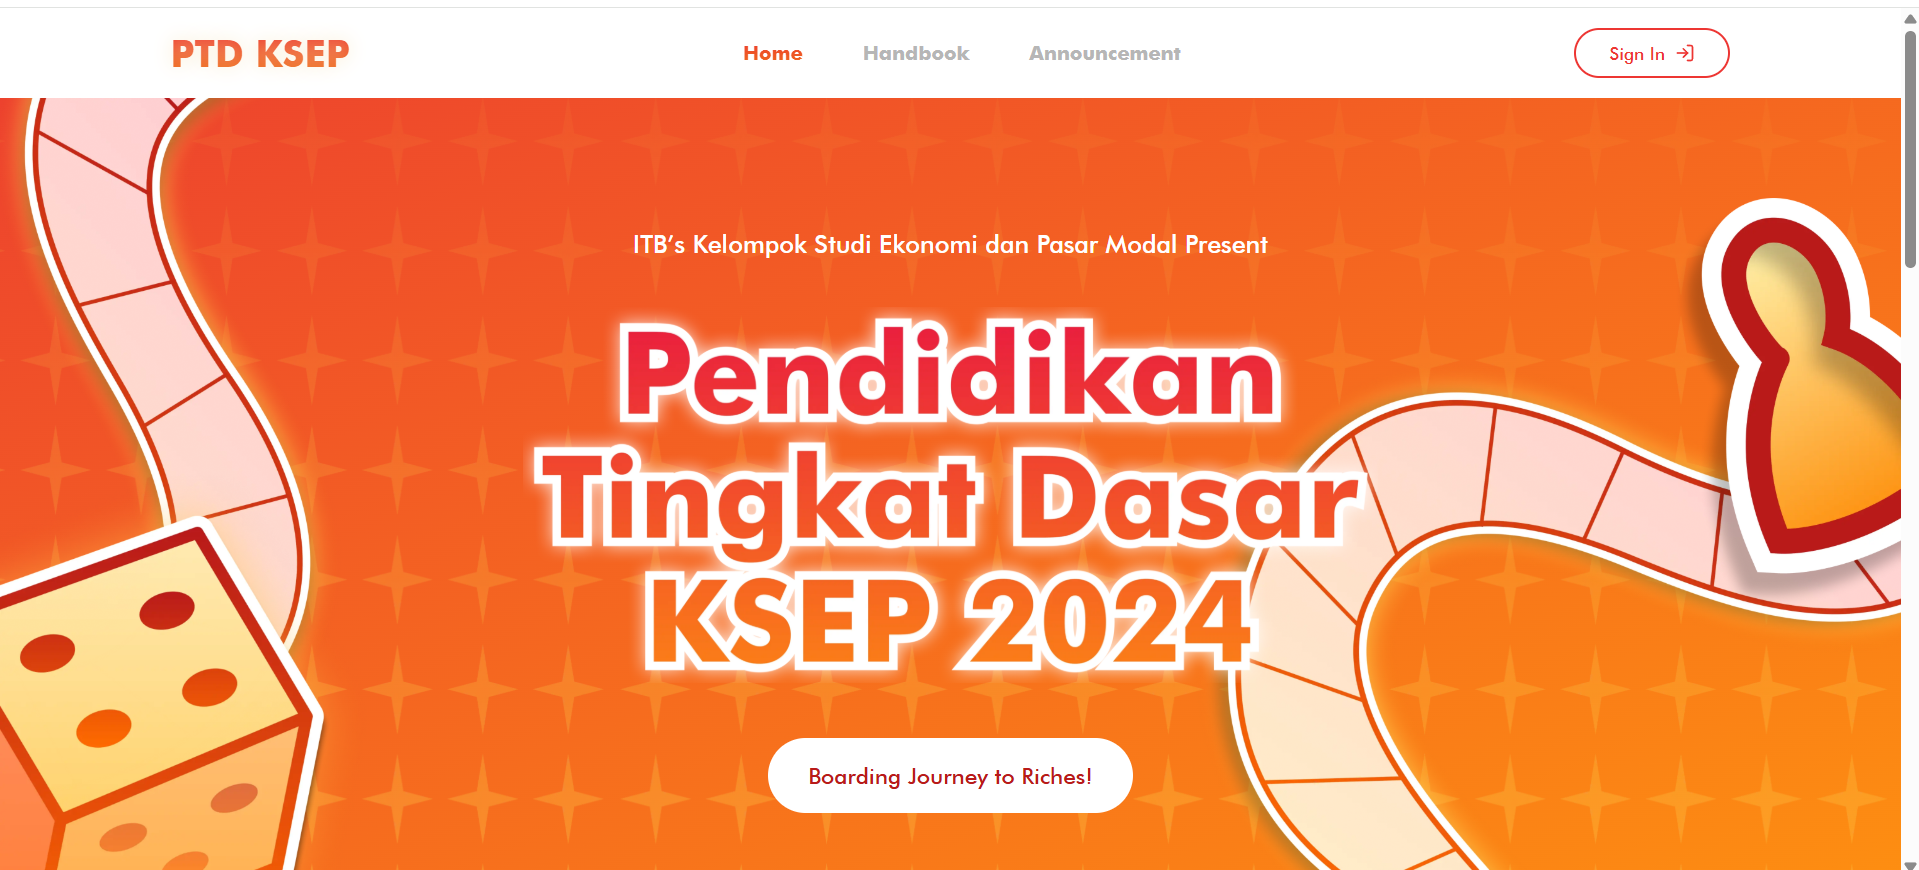 PTD KSEP
Home
Handbook
Announcement
Sign In
ITB’s Kelompok Studi Ekonomi dan Pasar Modal Present
Pendidikan
Tingkat Dasar
KSEP 2024
Boarding Journey to Riches!